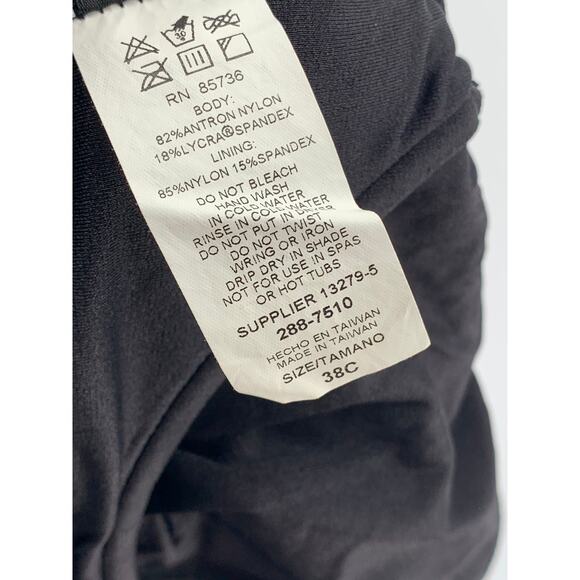 30
RN 85736
BODY:
82%ANTRON NYLON
18%LYCRA®SPANDEX
LINING:
85%NYLON 15%SPANDEX
DO NOT BLEACH
HAND WASH
IN COLD WATER
RINSE IN COLD WATER
DO NOT PUT IN DRYER
DO NOT TWIST
WRING OR IRON
DRIP DRY IN SHADE
NOT FOR USE IN SPAS
OR HOT TUBS
SUPPLIER 13279-5
288-7510
HECHO EN TAIWAN
MADE IN TAIWAN
SIZE/TAMANO
38C